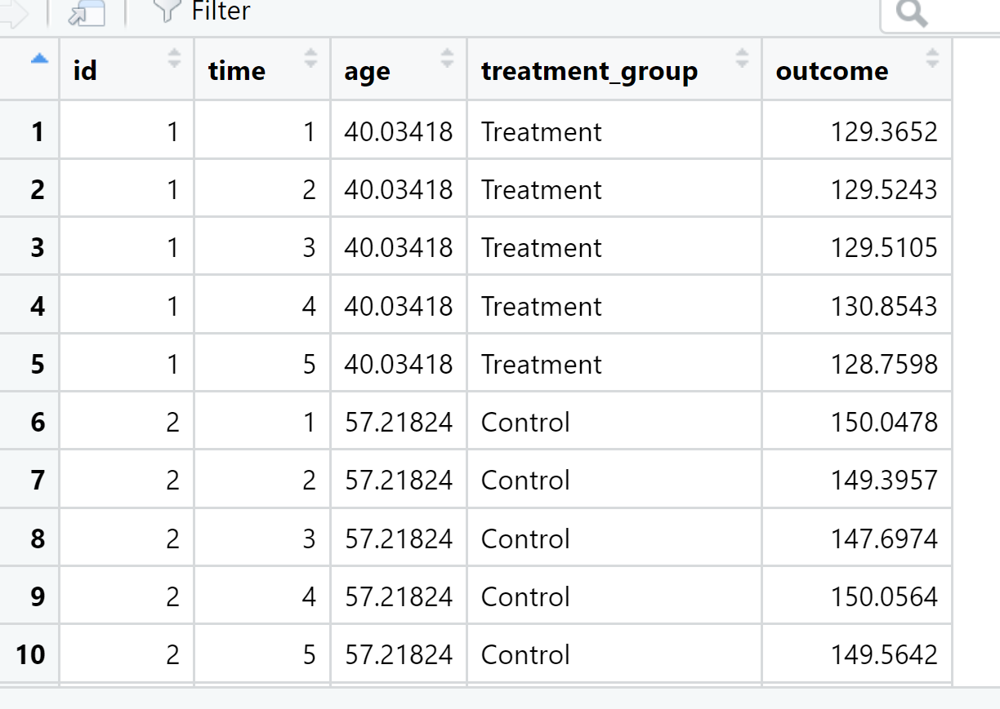 Filter
id time age treatment_group outcome
1 1 1 40.03418 Treatment 129.3652
2 1 2 40.03418 Treatment 129.5243
3 1 3 40.03418 Treatment 129.5105
4 1 4 40.03418 Treatment 130.8543
5 1 5 40.03418 Treatment 128.7598
6 2 1 57.21824 Control 150.0478
7 2 2 57.21824 Control 149.3957
8 2 3 57.21824 Control 147.6974
9 2 4 57.21824 Control 150.0564
10 2 5 57.21824 Control 149.5642